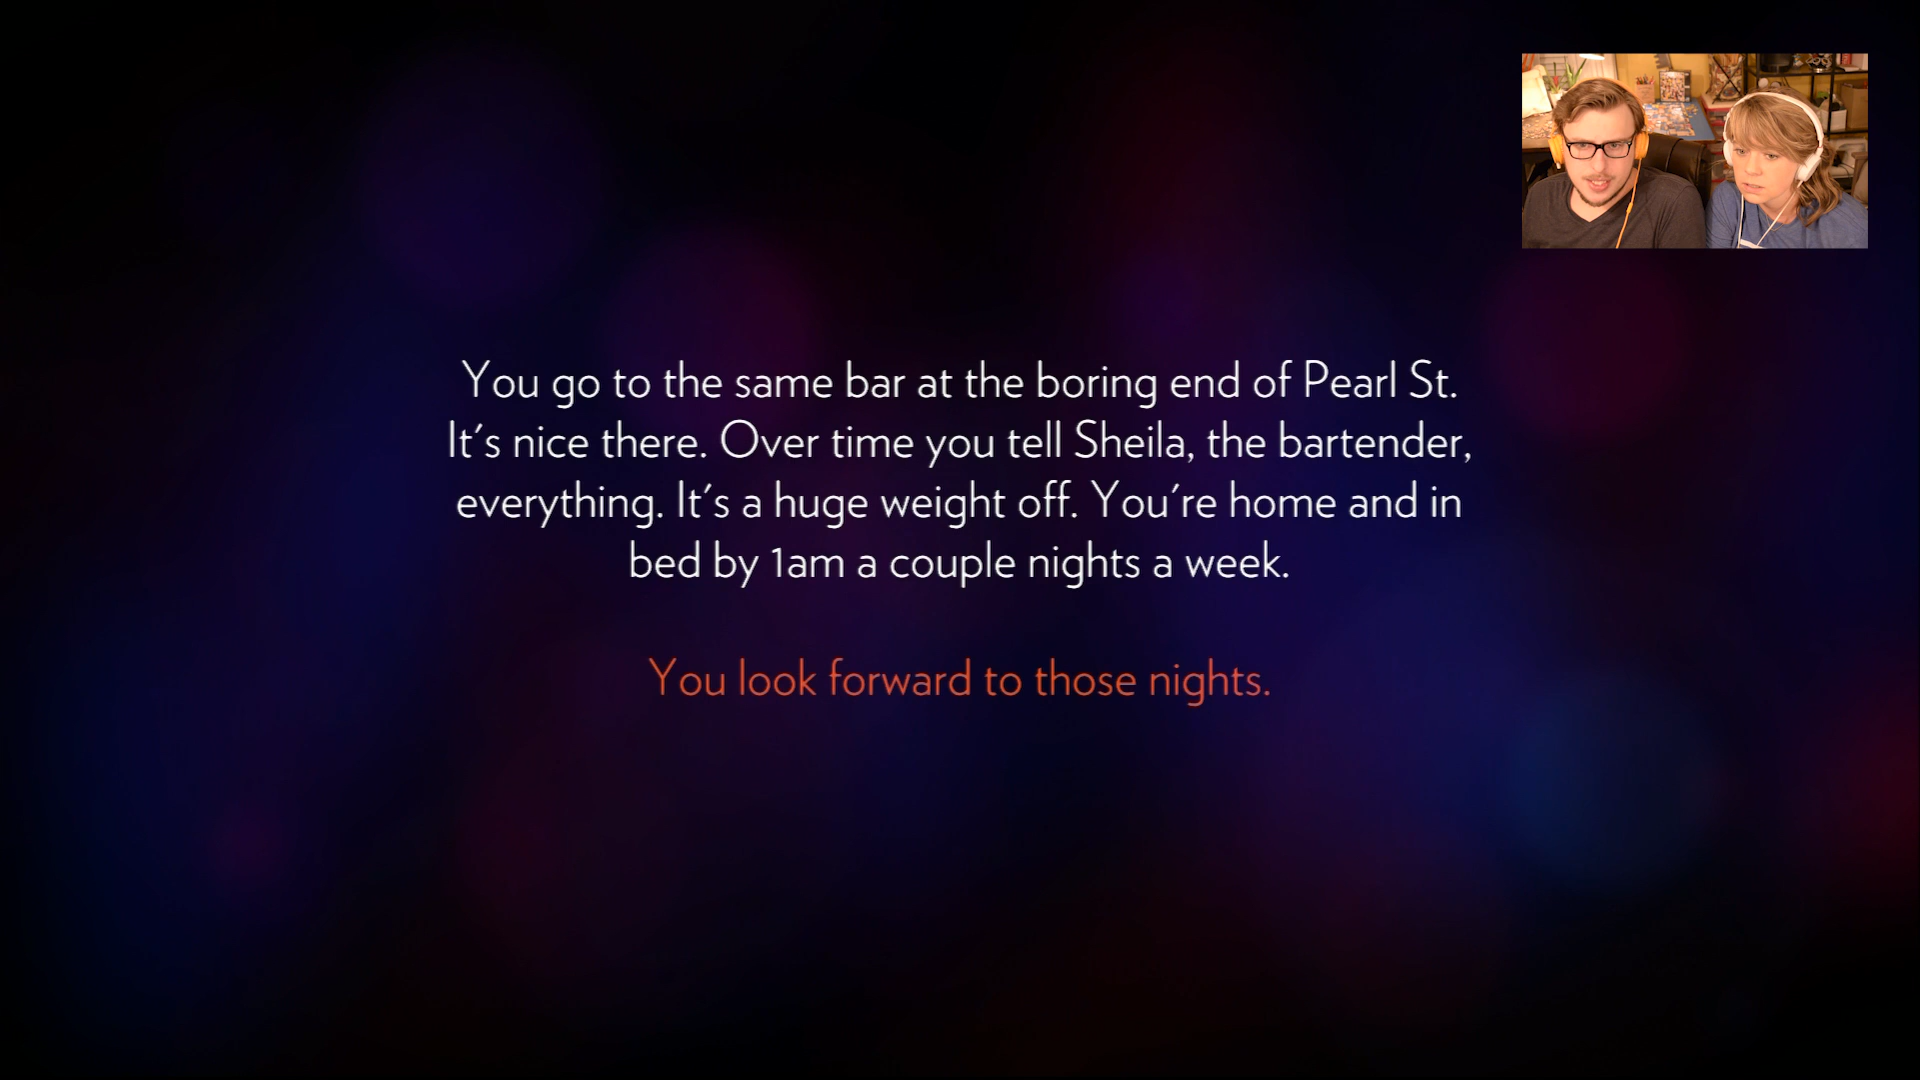 You go to the same bar at the boring end of Pearl St.
It's nice there. Over time you tell Sheila, the bartender,
everything. It's a huge weight off. You're home and in
bed by 1am a couple nights a week.
You look forward to those nights.